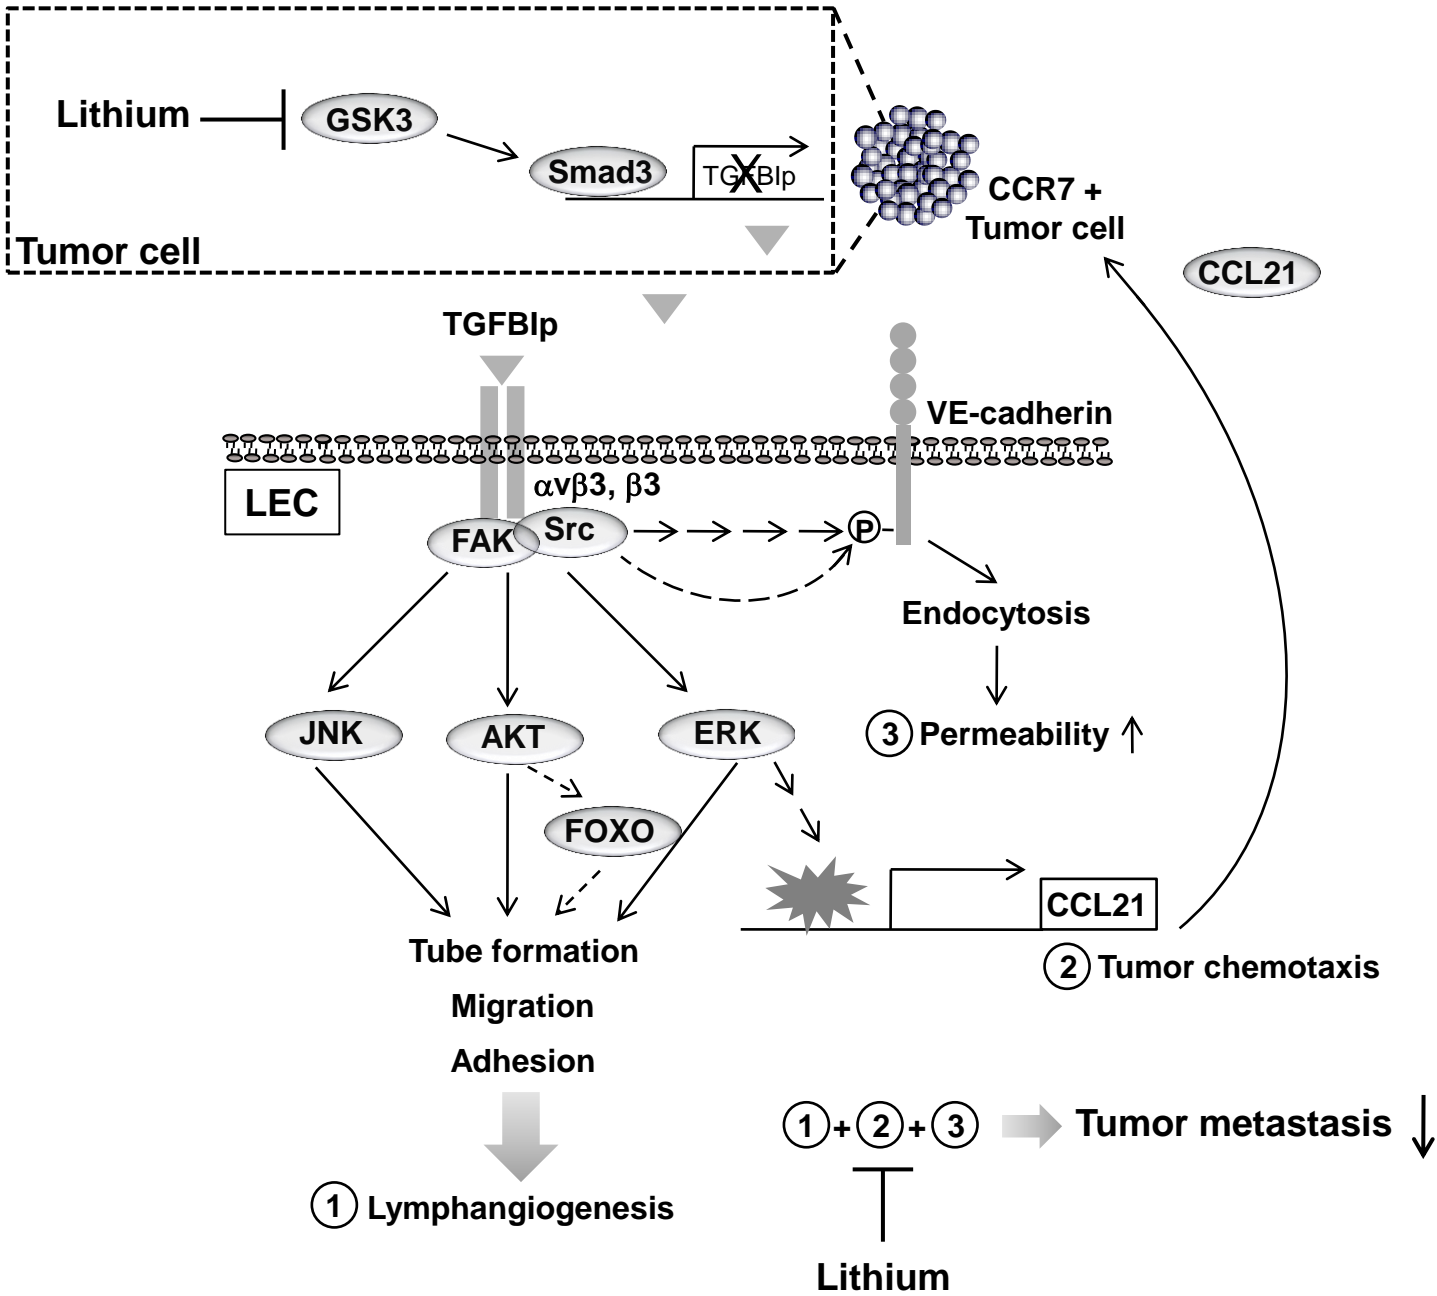 Lithium
GSK3
Smad3
TGFBIp
X
Tumor cell
CCR7 +
Tumor cell
CCL21
TGFBIp
VE-cadherin
LEC
αvβ3, β3
FAK
Src
P
Endocytosis
3 Permeability ↑
JNK
AKT
ERK
FOXO
CCL21
2 Tumor chemotaxis
Tube formation
Migration
Adhesion
1 Lymphangiogenesis
1 + 2 + 3
Tumor metastasis ↓
Lithium